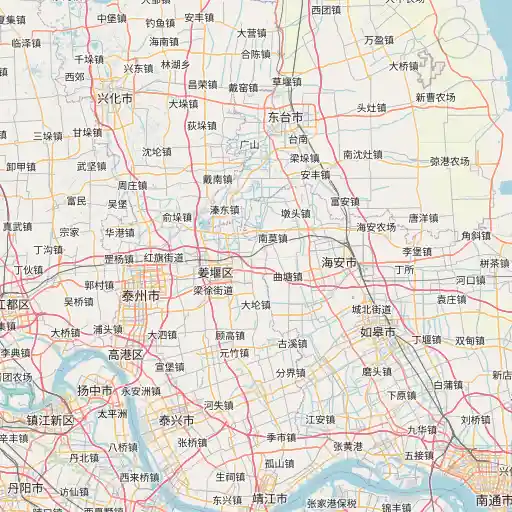 中堡镇
安丰镇
西团镇
钓鱼镇
大营镇
临泽镇
海南镇
合陈镇
万盈镇
千垛镇
林湖乡
兴东镇
大桥镇
西郊
昌荣镇
戴窑镇
草堰镇
兴化市
新曹农场
大垛镇
头灶镇
东台市
荻垛镇
三垛镇
甘垛镇
台南
广山
沈𤧛镇
南沈灶镇
梁垛镇
卸甲镇
武坚镇
弶港农场
安丰镇
周庄镇
戴南镇
富民
吴堡
富安镇
俞垛镇
溱东镇
墩头镇
唐洋镇
真武镇
宗家
华港镇
海安农场
角斜镇
南莫镇
丁沟镇
李堡镇
罡杨镇
红旗街道
海安市
栟茶镇
丁伙镇
姜堰区
曲塘镇
丁所
河口镇
郭村镇
泰州市
梁徐街道
江都区
吴桥镇
袁庄镇
大坨镇
城北街道
大桥镇
浦头镇
大泗镇
顾高镇
如皋市
丁堰镇
双甸镇
古溪镇
李典镇
高港区
元竹镇
宣堡镇
分界镇
磨头镇
新店
扬中市
永安洲镇
白蒲镇
下原镇
河失镇
太平洲
镇江新区
泰兴市
江安镇
刘桥镇
九华镇
季市镇
辛丰镇
八桥镇
张桥镇
张黄港
五接镇
丹北镇
孤山镇
西来桥镇
生祠镇
丹阳市
访仙镇
南通市
东兴镇
靖江市
张家港保税
锦丰镇